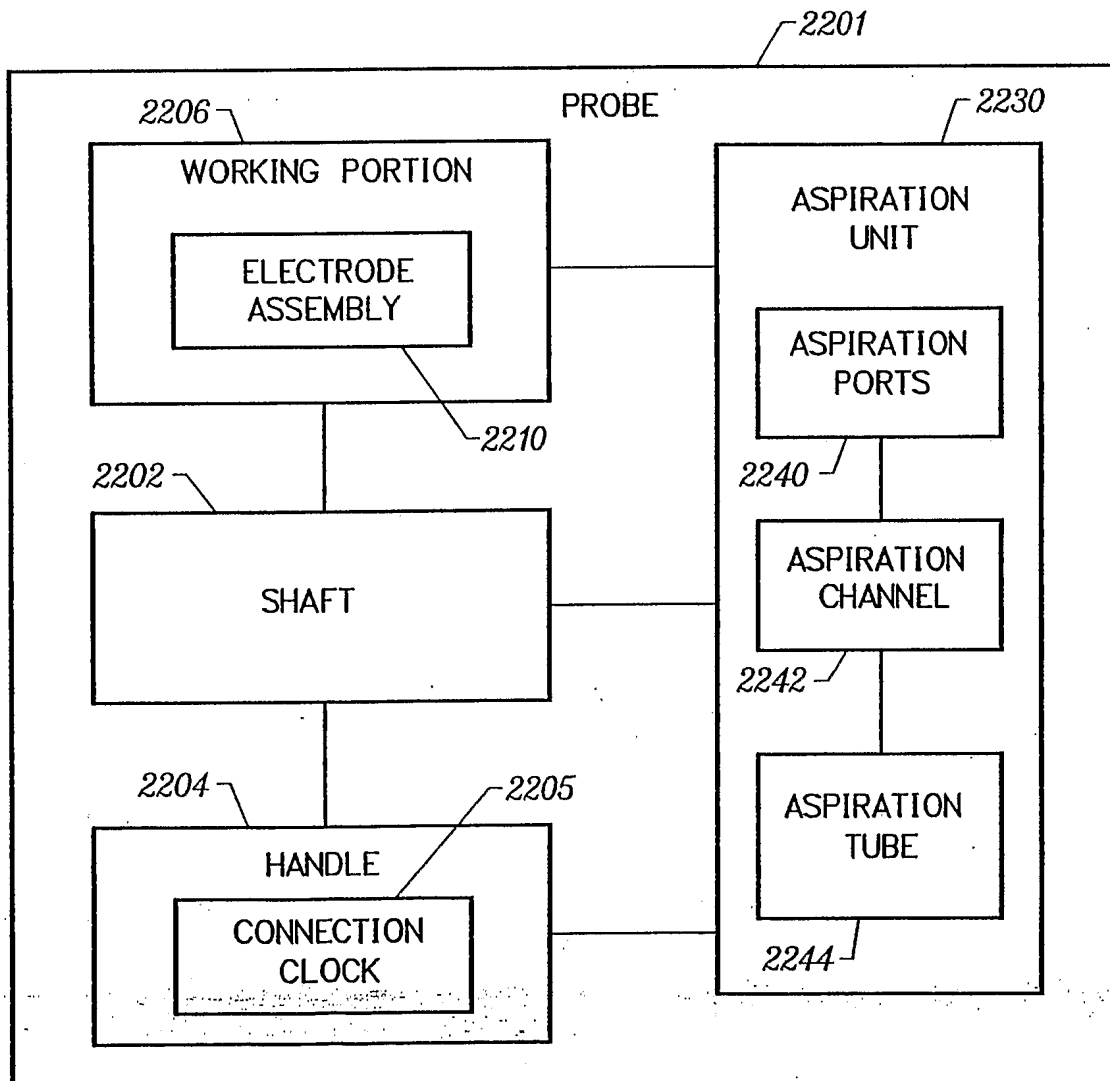 2201
PROBE
2206
2230
WORKING PORTION
ELECTRODE
ASSEMBLY
2210
ASPIRATION
UNIT
ASPIRATION
PORTS
2240
2202
SHAFT
ASPIRATION
CHANNEL
2242
2204
2205
HANDLE
CONNECTION
CLOCK
ASPIRATION
TUBE
2244